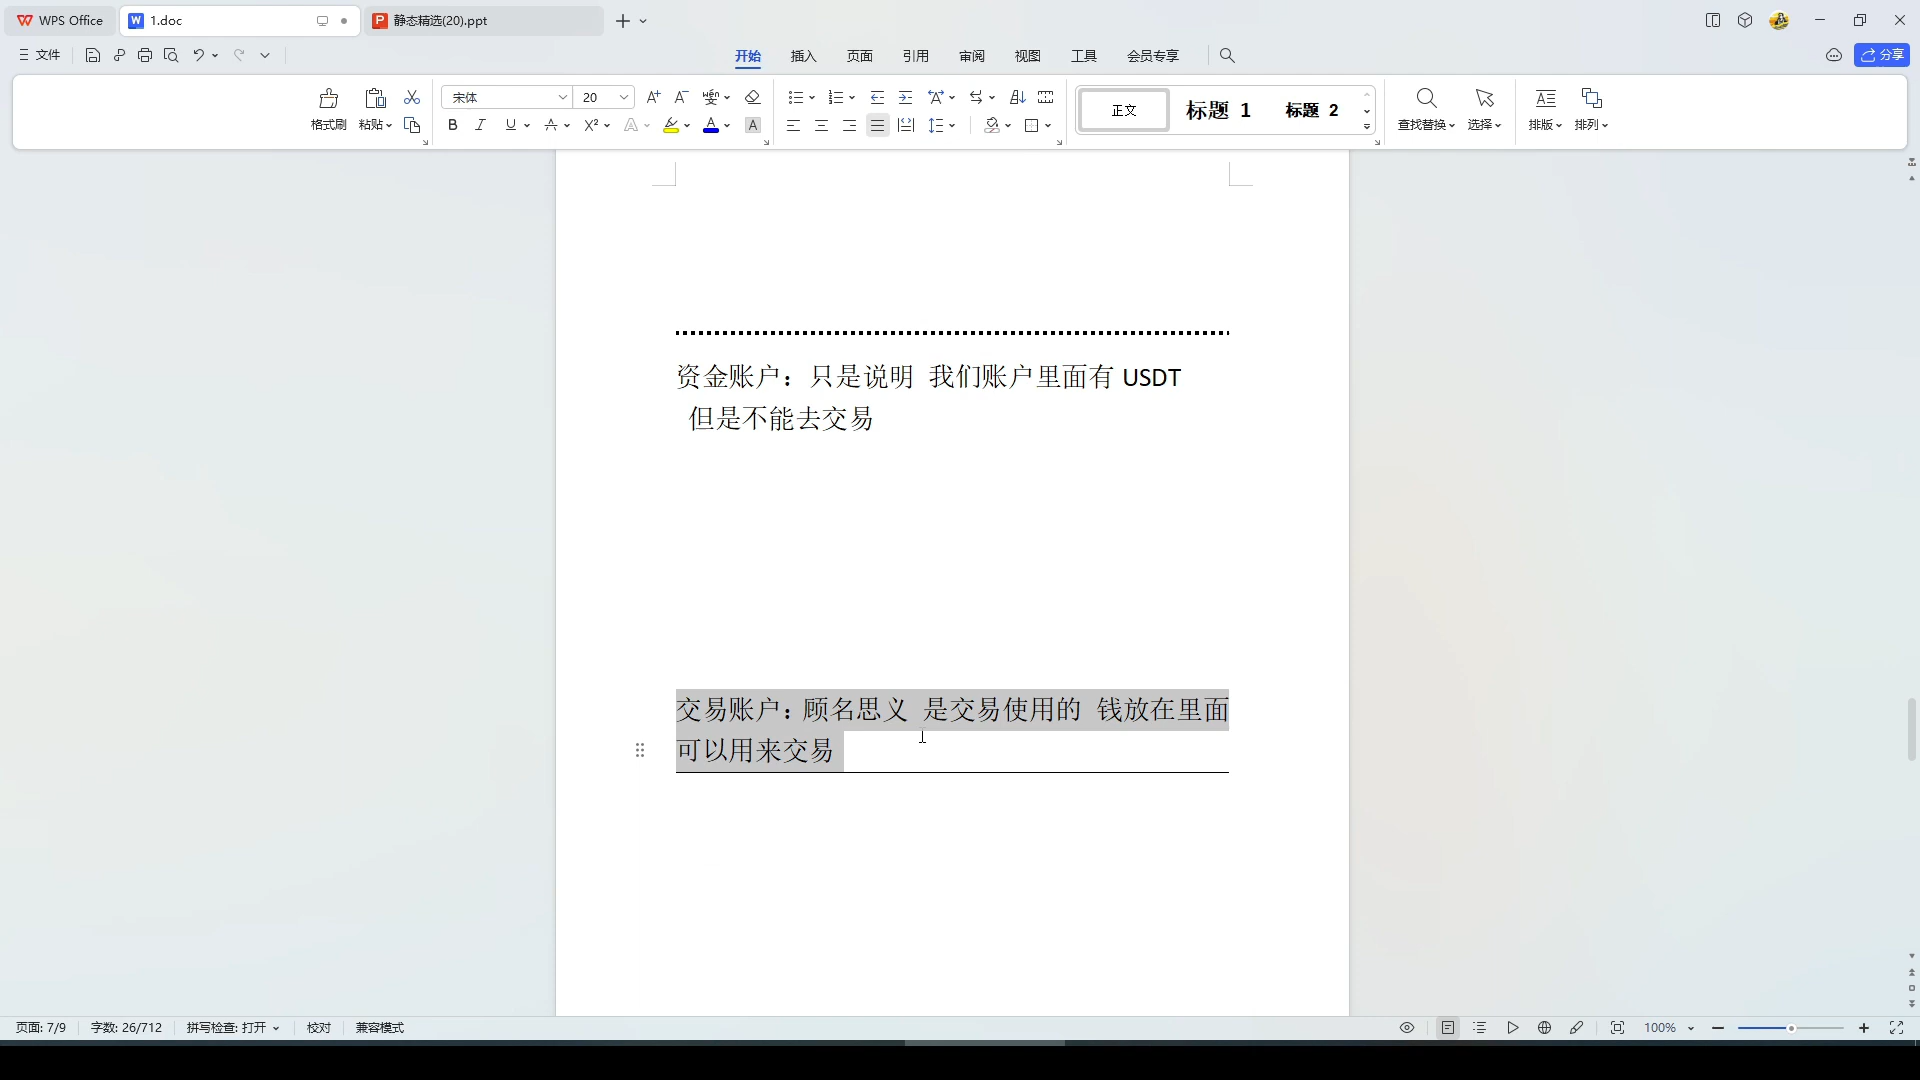 WPS Office
1.doc
静态精选(20).ppt
文件
开始
插入
页面
引用
审阅
视图
工具
会员专享
分享
格式刷
粘贴
宋体
20
正文
标题 1
标题 2
查找替换
选择
排版
排列
资金账户：只是说明 我们账户里面有 USDT
但是不能去交易
交易账户：顾名思义 是交易使用的 钱放在里面
可以用来交易
页面: 7/9
字数: 26/712
拼写检查: 打开
校对
兼容模式
100%